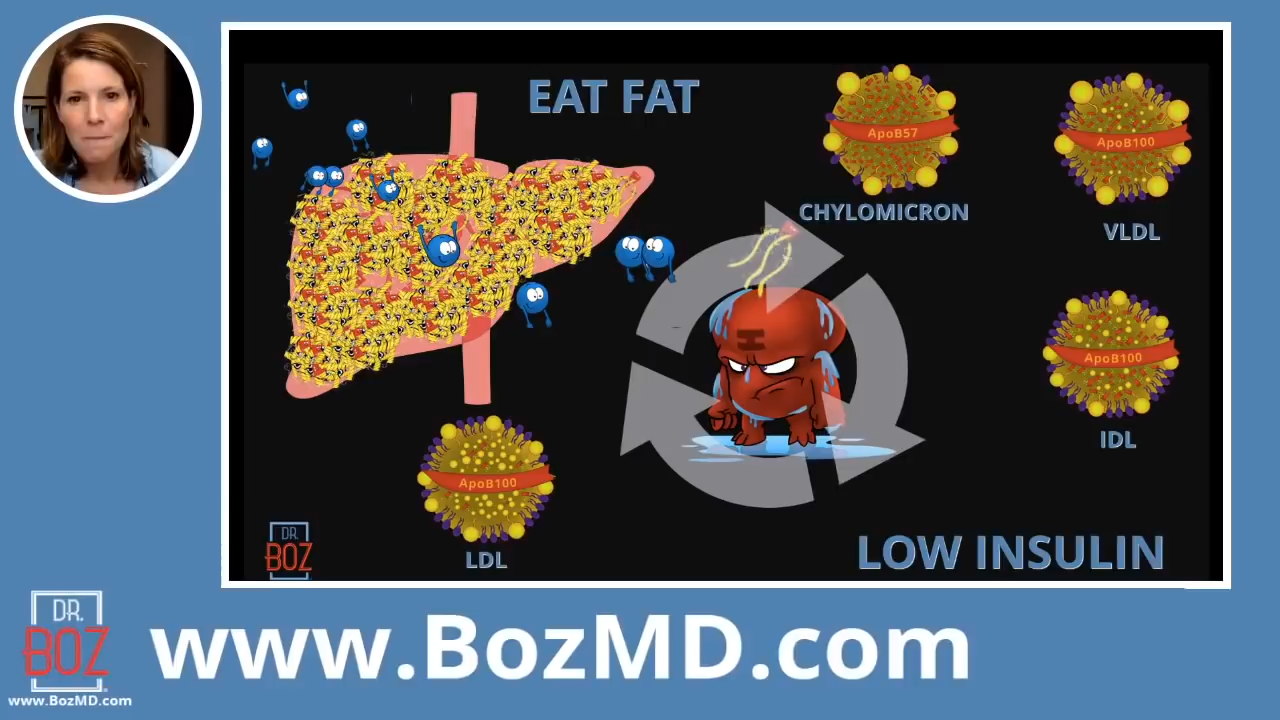 EAT FAT
ApoB57
CHYLOMICRON
ApoB100
VLDL
ApoB100
IDL
H
ApoB100
LDL
DR.
BOZ
LOW INSULIN
DR.
BOZ
www.BozMD.com
www.BozMD.com